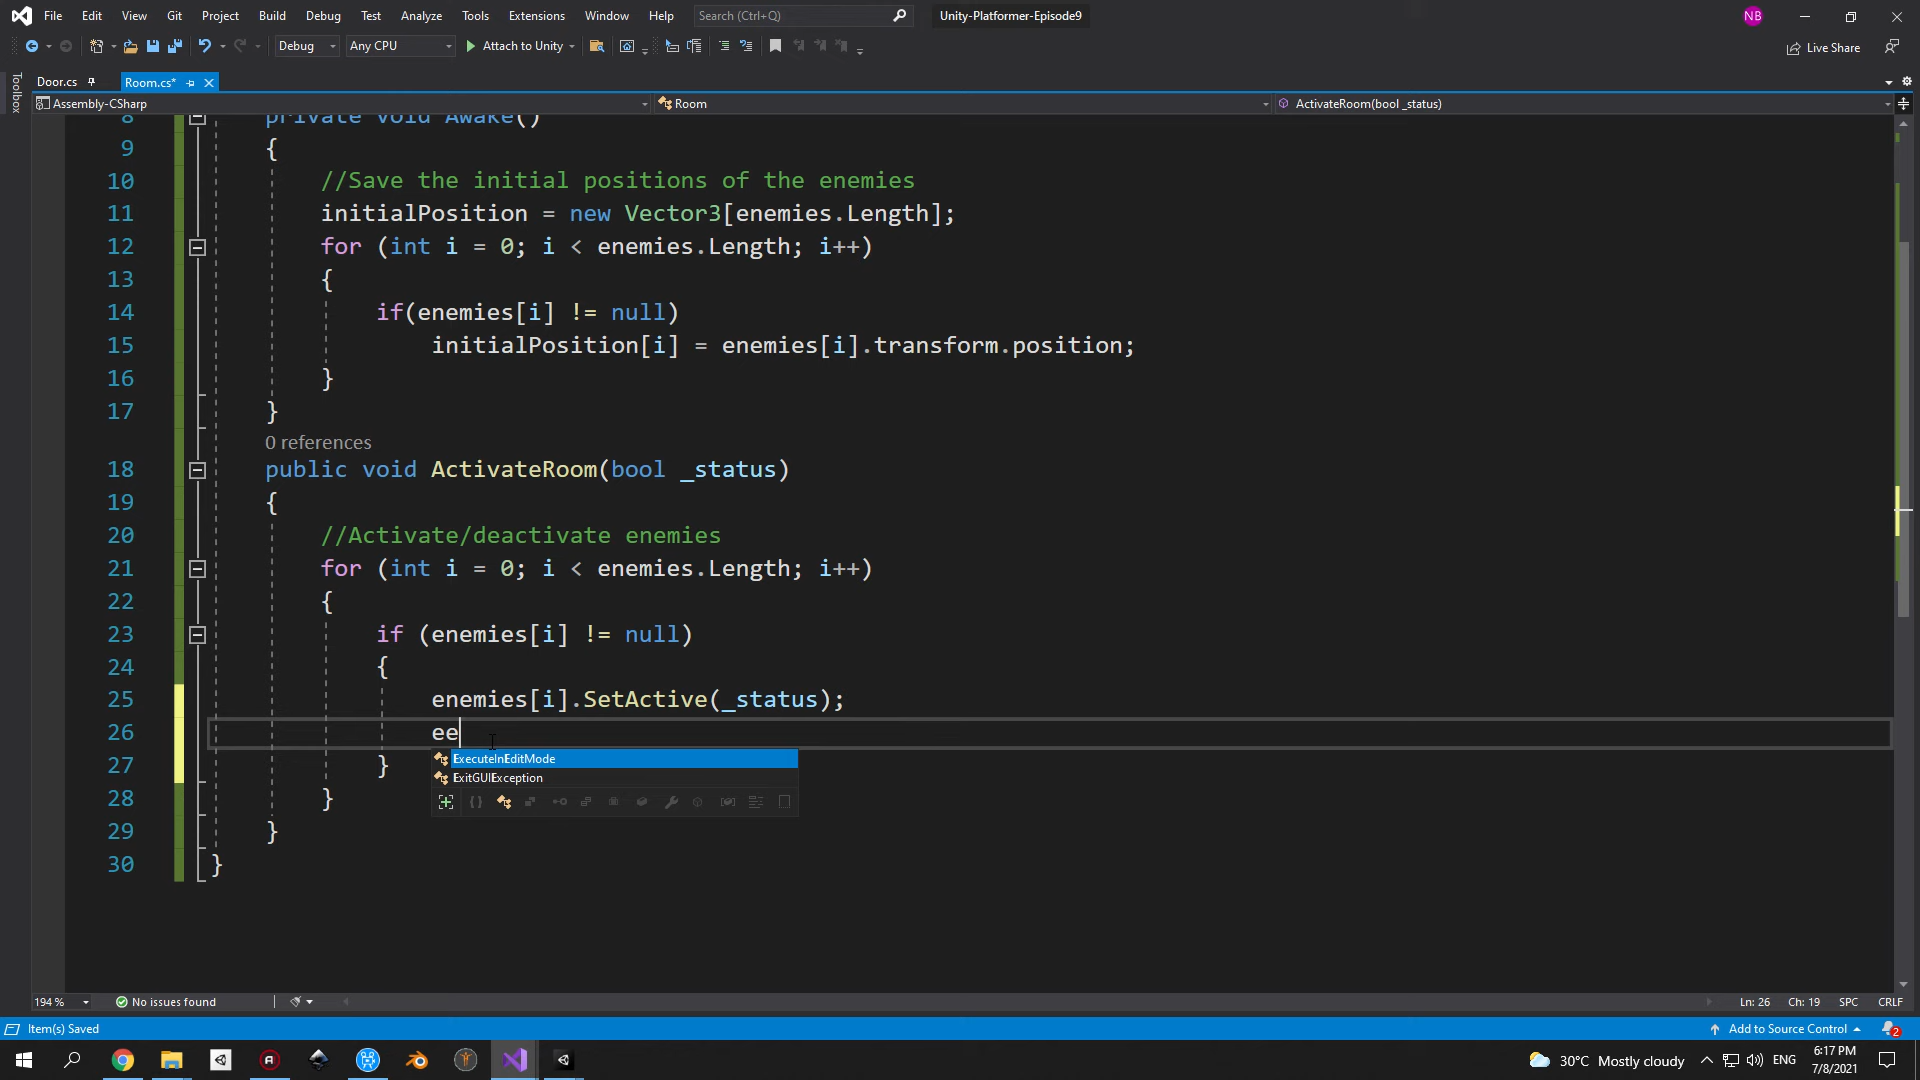 File Edit View Git Project Build Debug Test Analyze Tools Extensions Window Help Search (Ctrl+Q) Unity-Platformer-Episode9 NB
Debug Any CPU Attach to Unity Live Share
Toolbox
Door.cs Room.cs*
Assembly-CSharp Room ActivateRoom(bool _status)
8 private void Awake()
9 {
10 //Save the initial positions of the enemies
11 initialPosition = new Vector3[enemies.Length];
12 for (int i = 0; i < enemies.Length; i++)
13 {
14 if(enemies[i] != null)
15 initialPosition[i] = enemies[i].transform.position;
16 }
17 }
0 references
18 public void ActivateRoom(bool _status)
19 {
20 //Activate/deactivate enemies
21 for (int i = 0; i < enemies.Length; i++)
22 {
23 if (enemies[i] != null)
24 {
25 enemies[i].SetActive(_status);
26 ee
ExecuteInEditMode
27 }
ExitGUIException
28 }
29 }
30 }
194 % No issues found Ln: 26 Ch: 19 SPC CRLF
Item(s) Saved Add to Source Control 2
30°C Mostly cloudy ENG 6:17 PM
7/8/2021